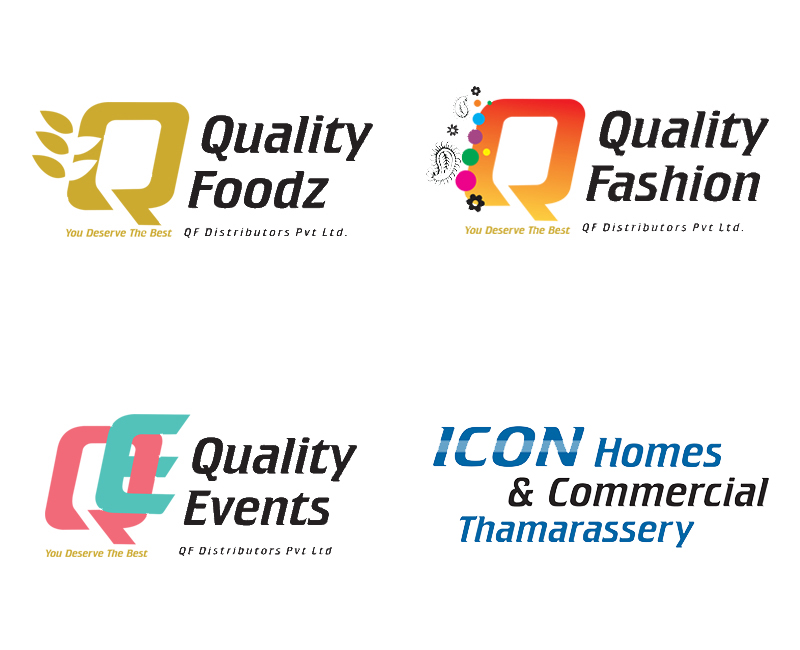 Quality
Foodz
You Deserve The Best QF Distributors Pvt Ltd.
Quality
Fashion
You Deserve The Best QF Distributors Pvt Ltd.
QE
Quality
Events
You Deserve The Best QF Distributors Pvt Ltd
ICON Homes
& Commercial
Thamarassery